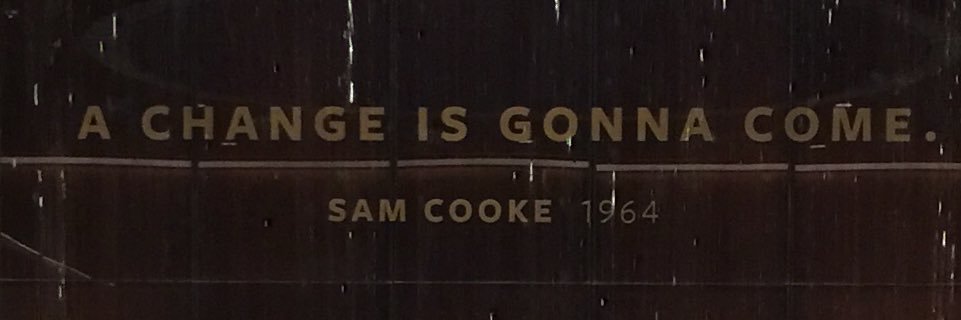 A CHANGE IS GONNA COME.
SAM COOKE 1964